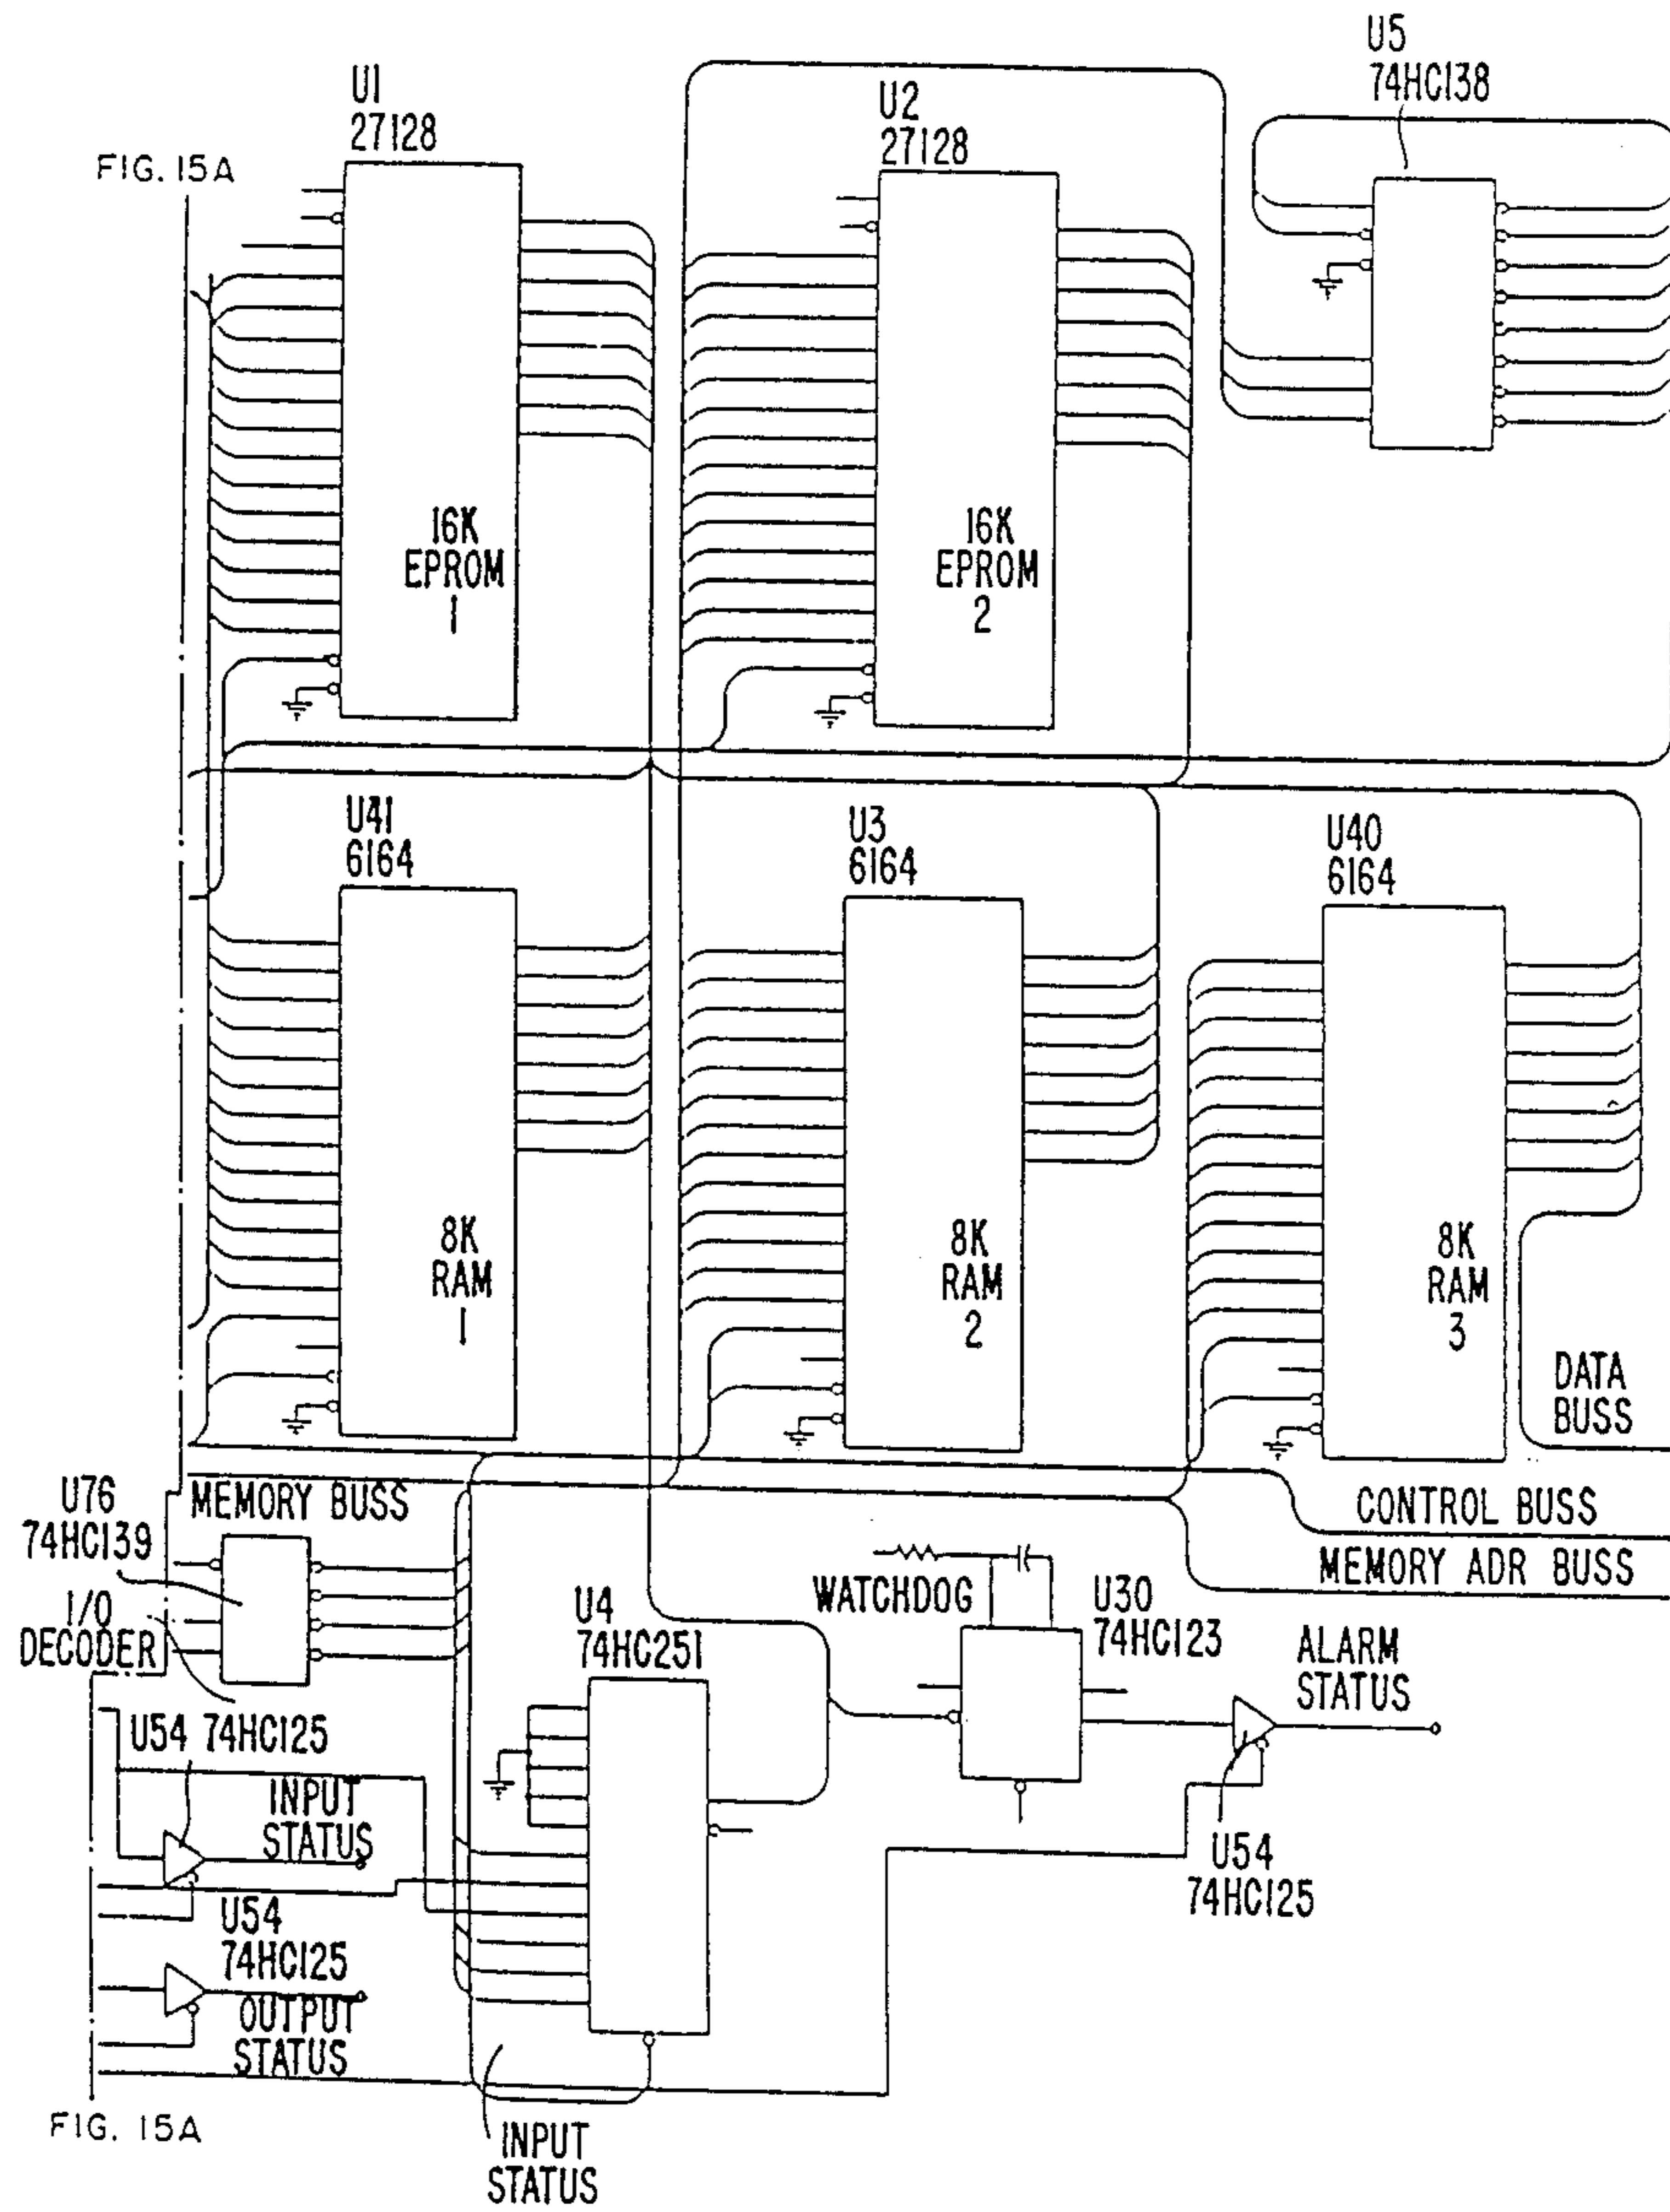 U5
74HC138
U1
27128
U2
27128
FIG. 15A
16K
EPROM
1
16K
EPROM
2
U41
6164
U3
6164
U40
6164
8K
RAM
1
8K
RAM
2
8K
RAM
3
DATA
BUSS
U76
74HC139
MEMORY BUSS
CONTROL BUSS
MEMORY ADR BUSS
I/O
DECODER
U4
74HC251
WATCHDOG
U30
74HC123
ALARM
STATUS
U54 74HC125
INPUT
STATUS
U54
74HC125
U54
74HC125
OUTPUT
STATUS
FIG. 15A
INPUT
STATUS